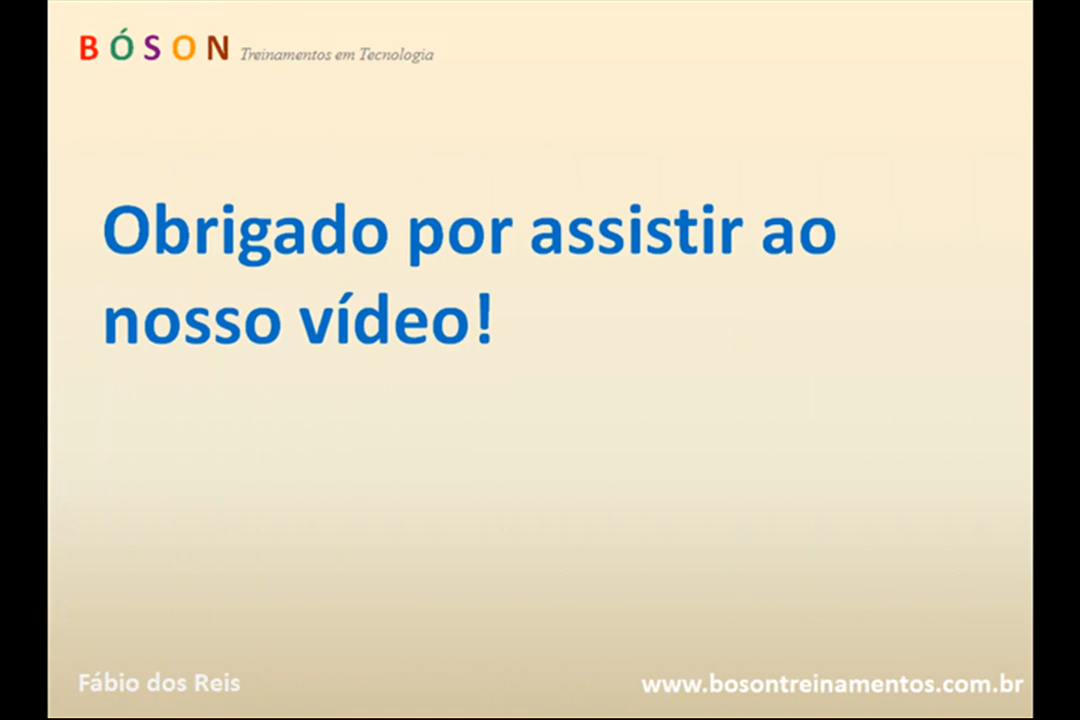 BÓSON Treinamentos em Tecnologia
Obrigado por assistir ao
nosso vídeo!
Fábio dos Reis
www.bosontreinamentos.com.br